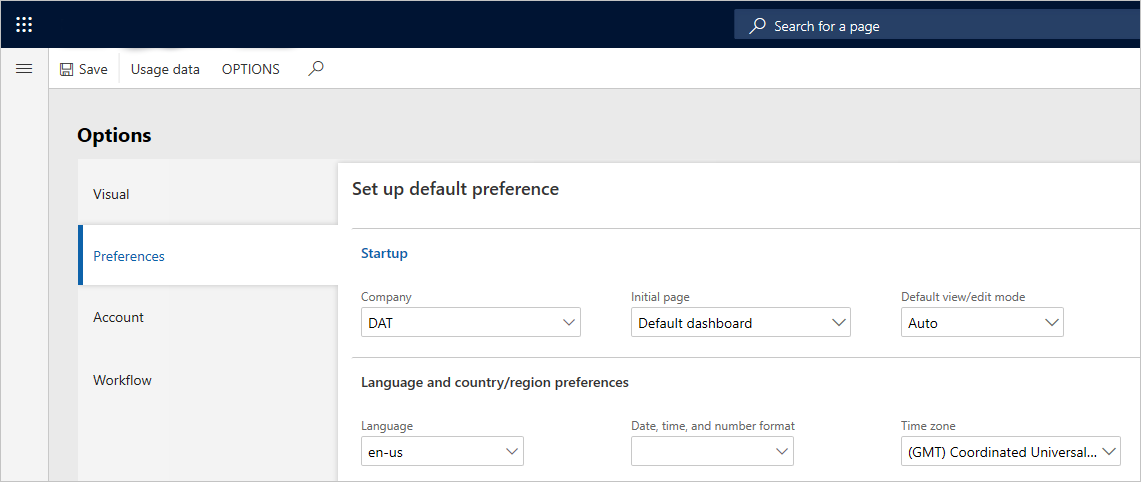 Search for a page
Save Usage data OPTIONS
Options
Visual
Preferences
Account
Workflow
Set up default preference
Startup
Company Initial page Default view/edit mode
DAT Default dashboard Auto
Language and country/region preferences
Language Date, time, and number format Time zone
en-us (GMT) Coordinated Universal...